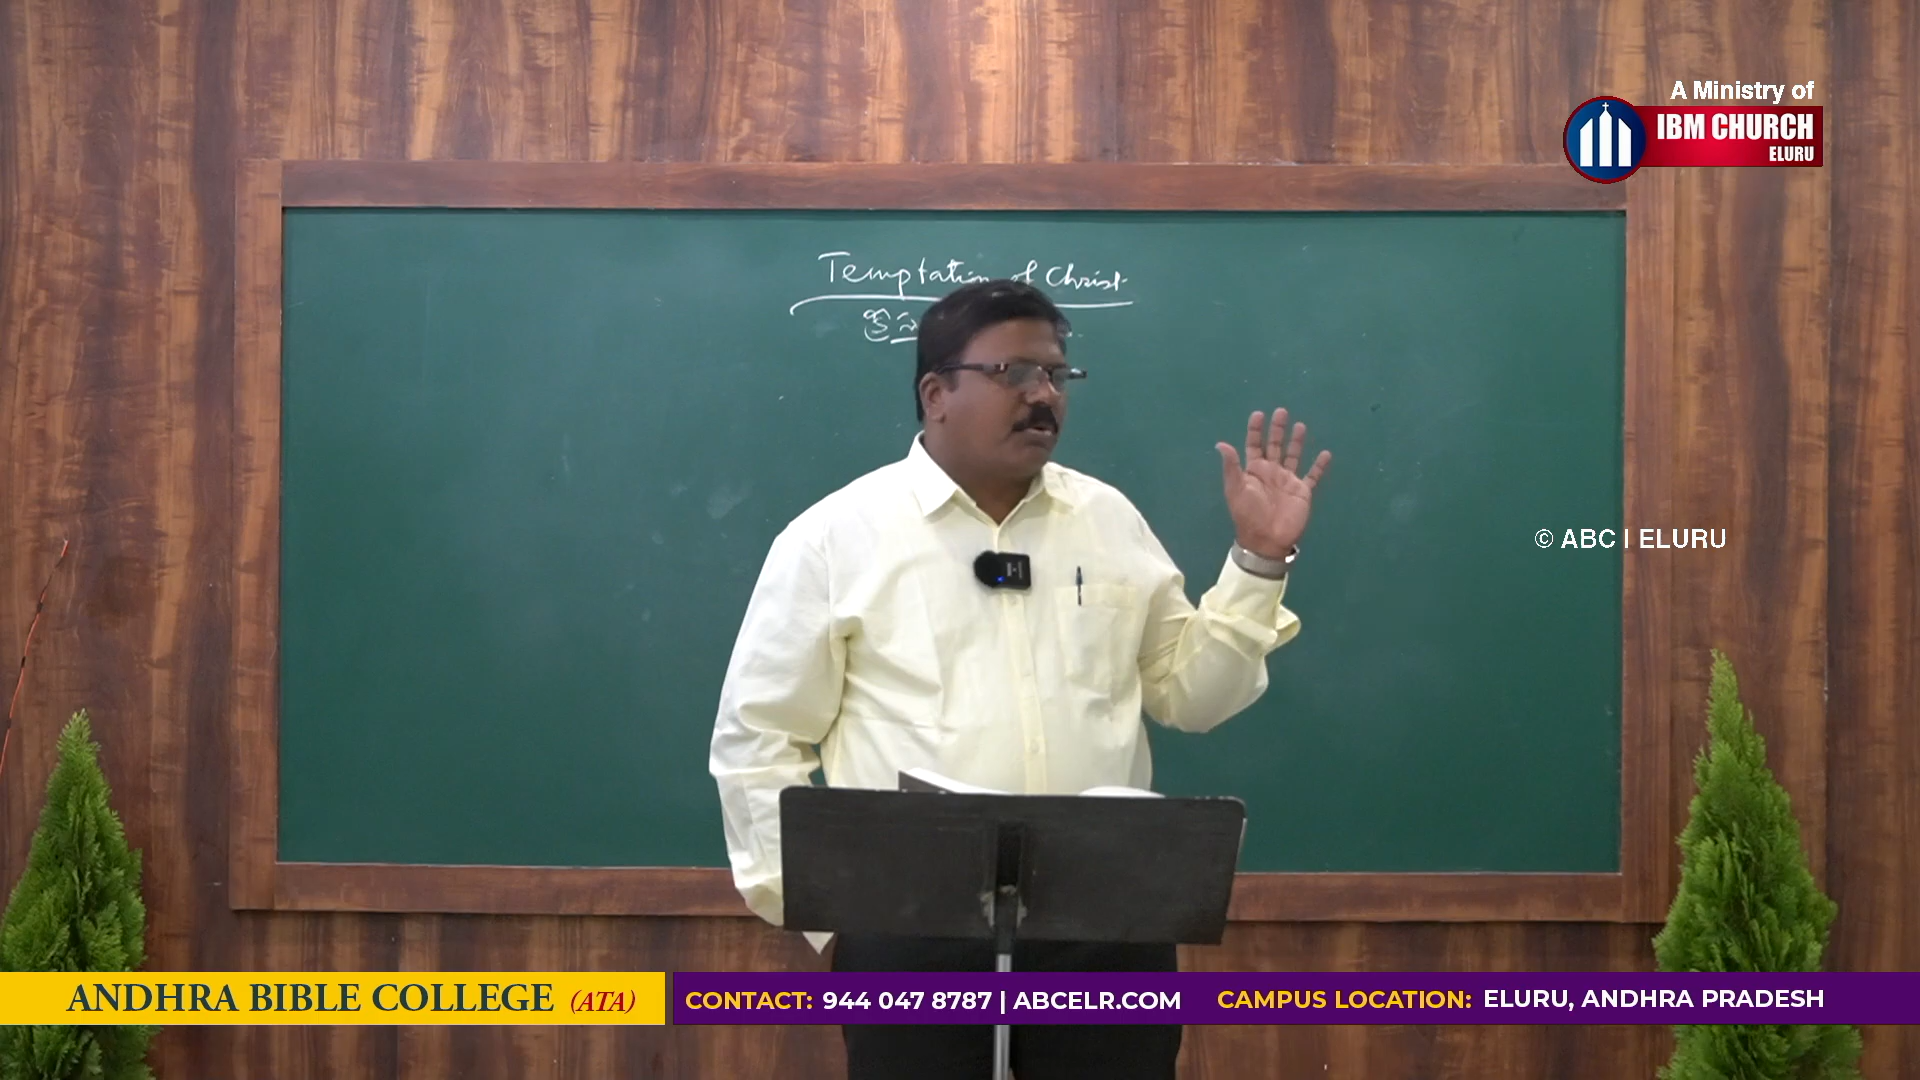 A Ministry of
IBM CHURCH
ELURU
Temptation of Christ
© ABC | ELURU
ANDHRA BIBLE COLLEGE (ATA)
CONTACT: 944 047 8787 | ABCELR.COM
CAMPUS LOCATION: ELURU, ANDHRA PRADESH